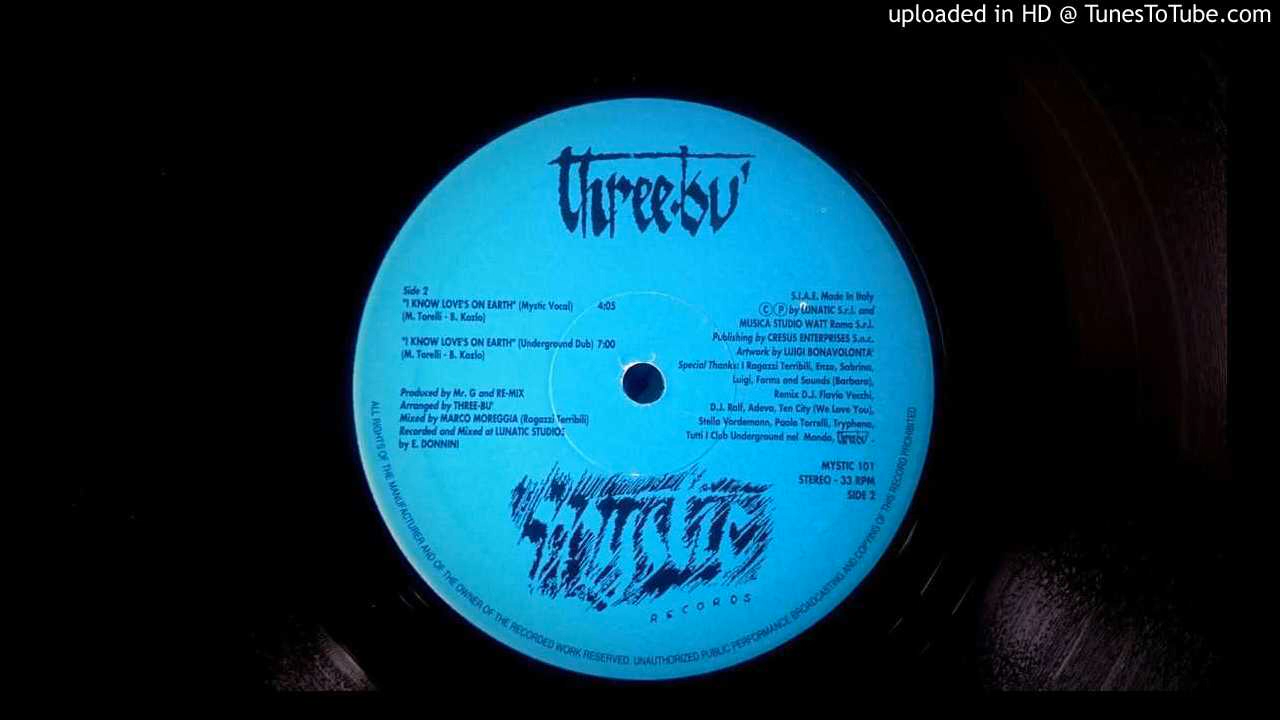 uploaded in HD @ TunesToTube.com
three-bu'
Side 2
"I KNOW LOVE'S ON EARTH" (Mystic Vocal) 4:05
(M. Torelli - B. Kazlo)
"I KNOW LOVE'S ON EARTH" (Underground Dub) 7:00
(M. Torelli - B. Kazlo)
Produced by Mr. G and RE-MIX
Arranged by THREE-BU'
Mixed by MARCO MOREGGIA (Ragazzi Terribili)
Recorded and Mixed at LUNATIC STUDIOS
by E. DONNINI
S.I.A.E. Made in Italy
Ⓒ Ⓟ by LUNATIC S.r.l. and
MUSICA STUDIO WATT Roma S.r.l.
Publishing by CRESUS ENTERPRISES S.n.c.
Artwork by LUIGI BONAVOLONTA'
Special Thanks: I Ragazzi Terribili, Enzo, Sabrina,
Luigi, Forms and Sounds (Barbara),
Remix D.J. Flavio Vecchi,
D.J. Ralf, Adeva, Ten City (We Love You),
Stella Vordemann, Paolo Torrelli, Tryphena,
Tutti I Club Underground nel Mondo, three-bu'.
MYSTIC 101
STEREO - 33 RPM
SIDE 2
mystic
RECORDS
ALL RIGHTS OF THE MANUFACTURER AND OF THE OWNER OF THE RECORDED WORK RESERVED. UNAUTHORIZED PUBLIC PERFORMANCE BROADCASTING AND COPYING OF THIS RECORD PROHIBITED